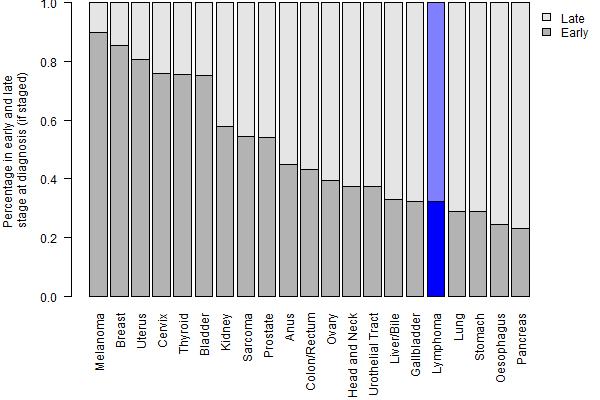 Percentage in early and late
stage at diagnosis (if staged)
1.0
0.8
0.6
0.4
0.2
0.0
Late
Early
Melanoma
Breast
Uterus
Cervix
Thyroid
Bladder
Kidney
Sarcoma
Prostate
Anus
Colon/Rectum
Ovary
Head and Neck
Urothelial Tract
Liver/Bile
Gallbladder
Lymphoma
Lung
Stomach
Oesophagus
Pancreas